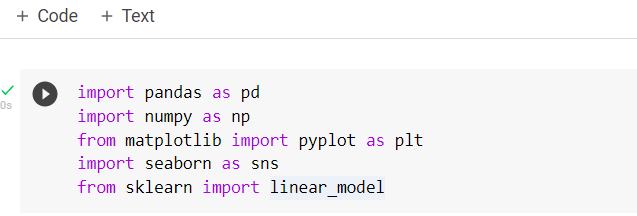 + Code + Text
import pandas as pd
0s
import numpy as np
from matplotlib import pyplot as plt
import seaborn as sns
from sklearn import linear_model